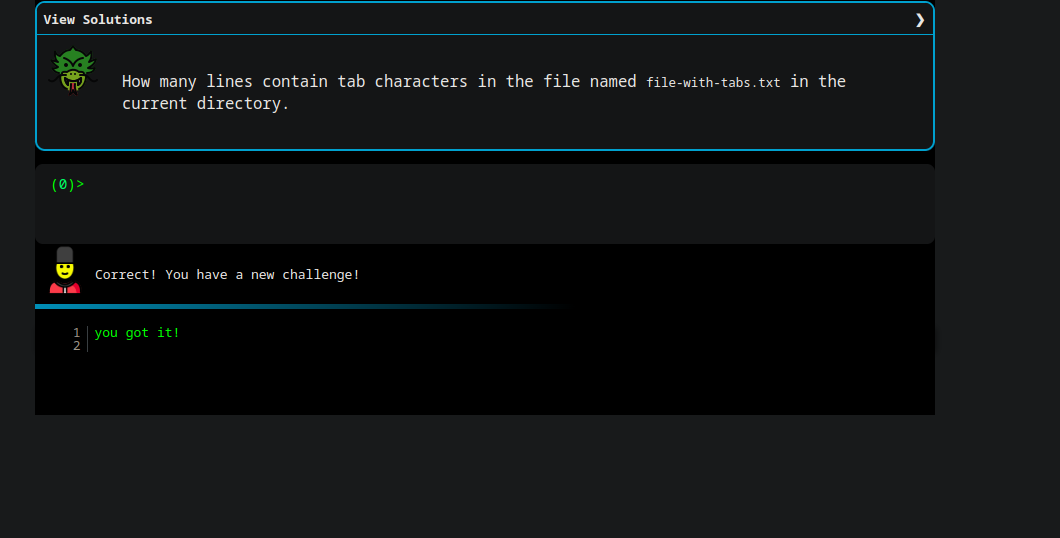 View Solutions ❯
How many lines contain tab characters in the file named file-with-tabs.txt in the
current directory.
(0)>
Correct! You have a new challenge!
1 you got it!
2